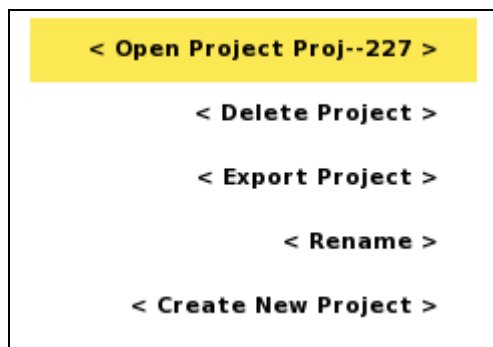 < Open Project Proj--227 >
< Delete Project >
< Export Project >
< Rename >
< Create New Project >